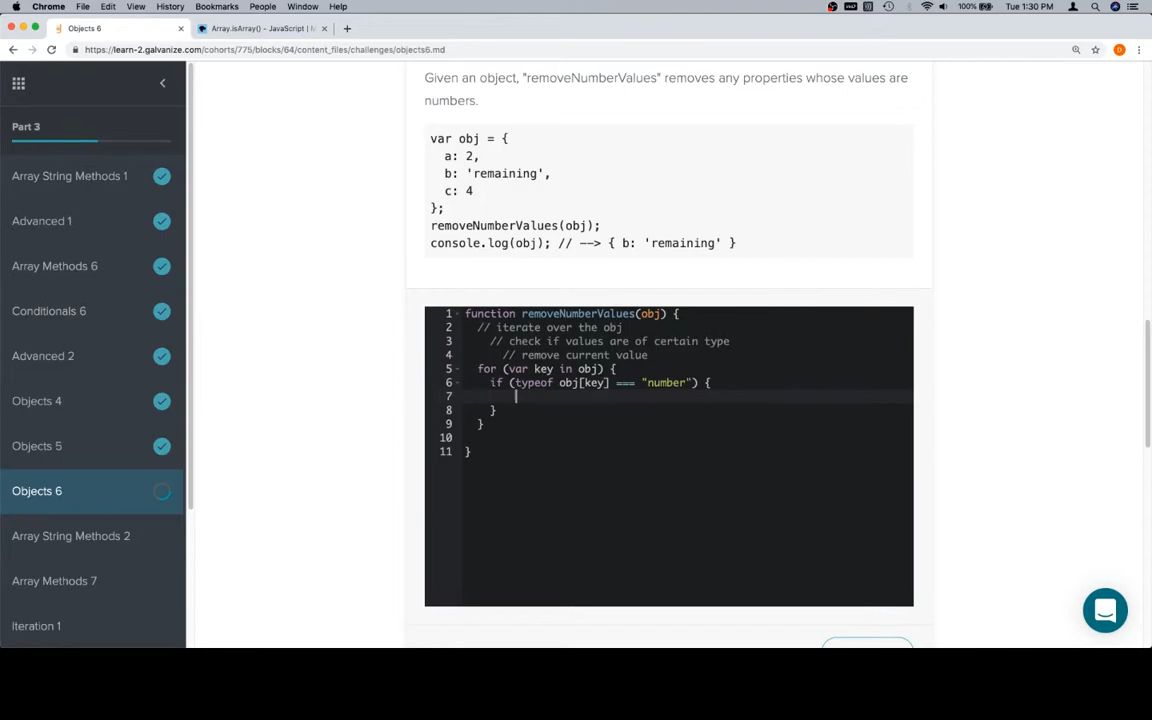 Chrome File Edit View History Bookmarks People Window Help
100% Tue 1:30 PM
Objects 6
Array.isArray() - JavaScript | M
https://learn-2.galvanize.com/cohorts/775/blocks/64/content_files/challenges/objects6.md
Part 3
Array String Methods 1
Advanced 1
Array Methods 6
Conditionals 6
Advanced 2
Objects 4
Objects 5
Objects 6
Array String Methods 2
Array Methods 7
Iteration 1
Given an object, "removeNumberValues" removes any properties whose values are
numbers.
var obj = {
a: 2,
b: 'remaining',
c: 4
};
removeNumberValues(obj);
console.log(obj); // --> { b: 'remaining' }
1 function removeNumberValues(obj) {
2 // iterate over the obj
3 // check if values are of certain type
4 // remove current value
5 for (var key in obj) {
6 if (typeof obj[key] === "number") {
7
8 }
9 }
10
11 }